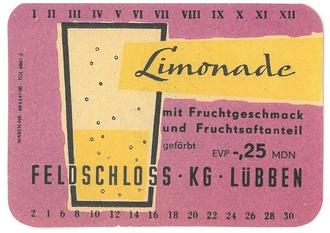 I II III IV V VI VII VIII IX X XI XII
Limonade
mit Fruchtgeschmack
und Fruchtsaftanteil
gefärbt EVP -,25 MDN
FELDSCHLOSS · KG · LÜBBEN
2 4 6 8 10 12 14 16 18 20 22 24 26 28 30